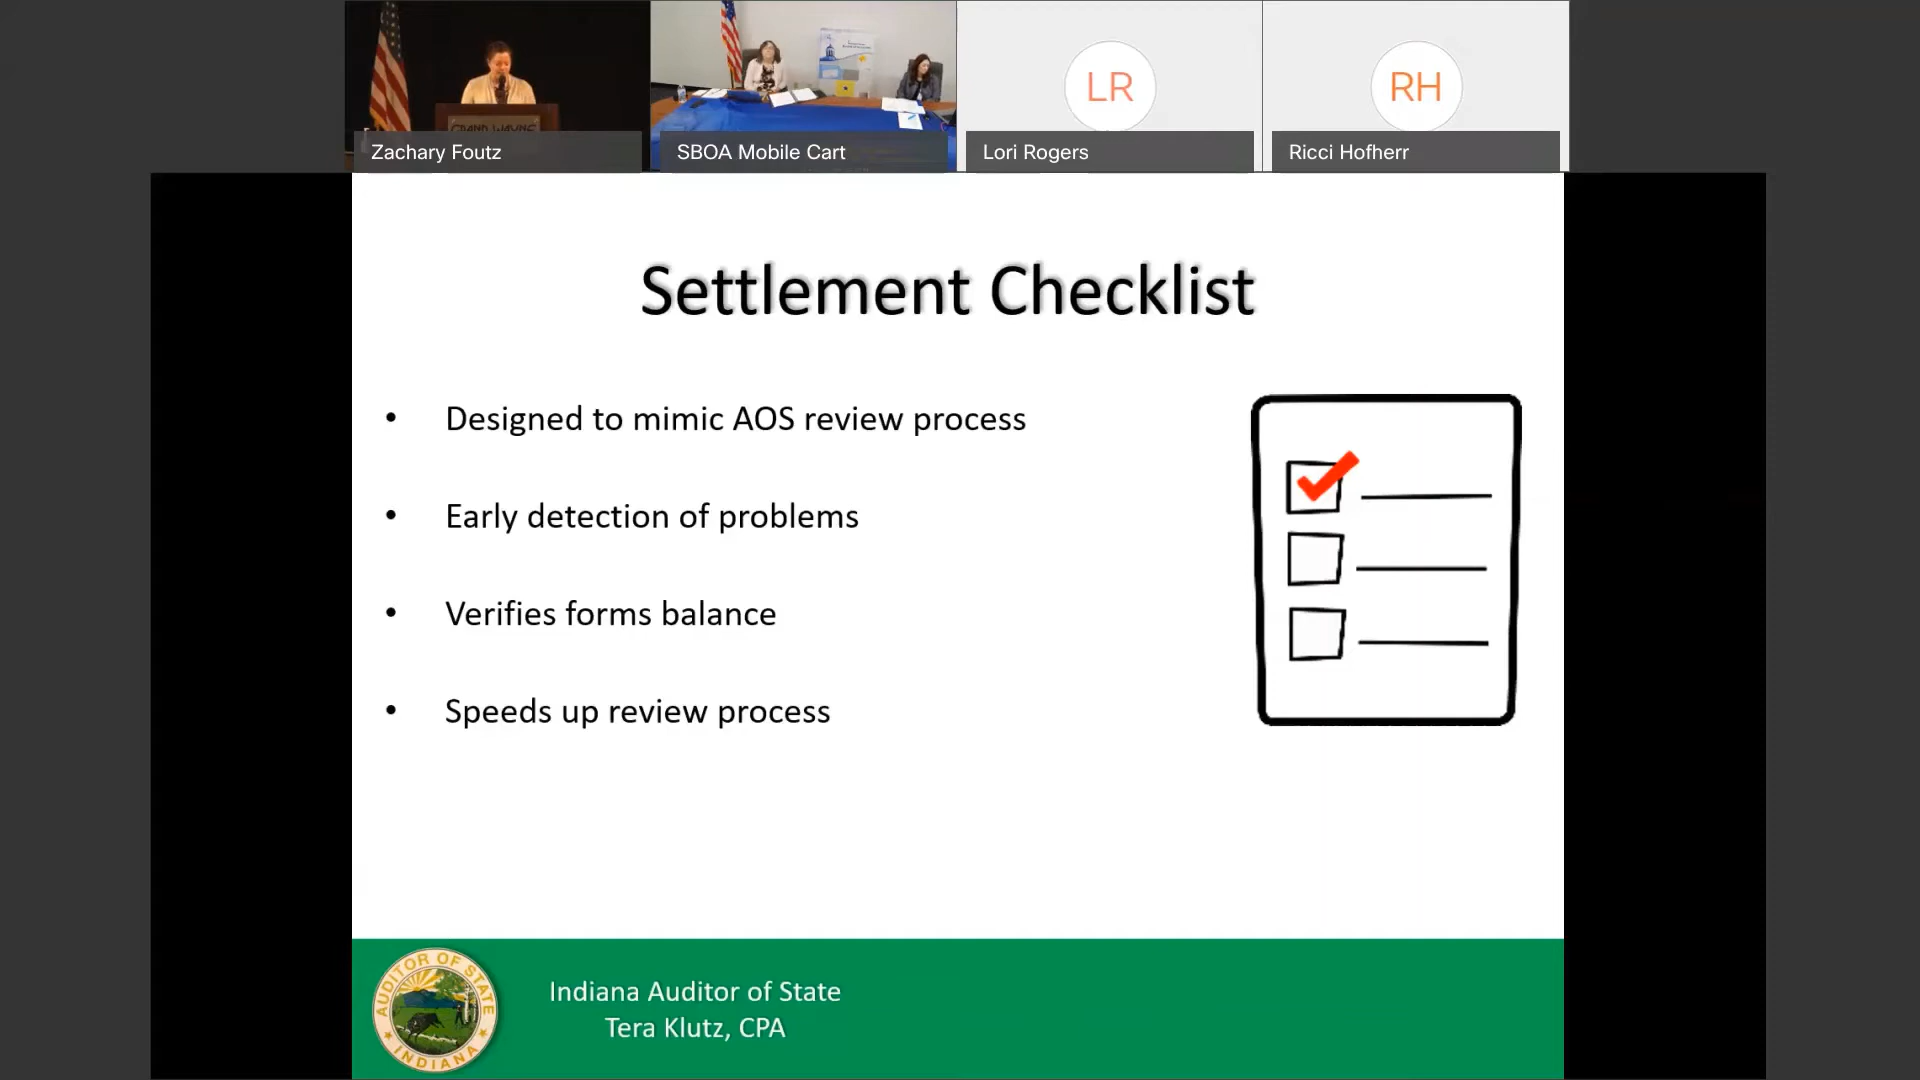 LR
RH
GRAND WAYNE
Zachary Foutz
SBOA Mobile Cart
Lori Rogers
Ricci Hofherr
Settlement Checklist
• Designed to mimic AOS review process
• Early detection of problems
• Verifies forms balance
• Speeds up review process
AUDITOR OF STATE
INDIANA
Indiana Auditor of State
Tera Klutz, CPA